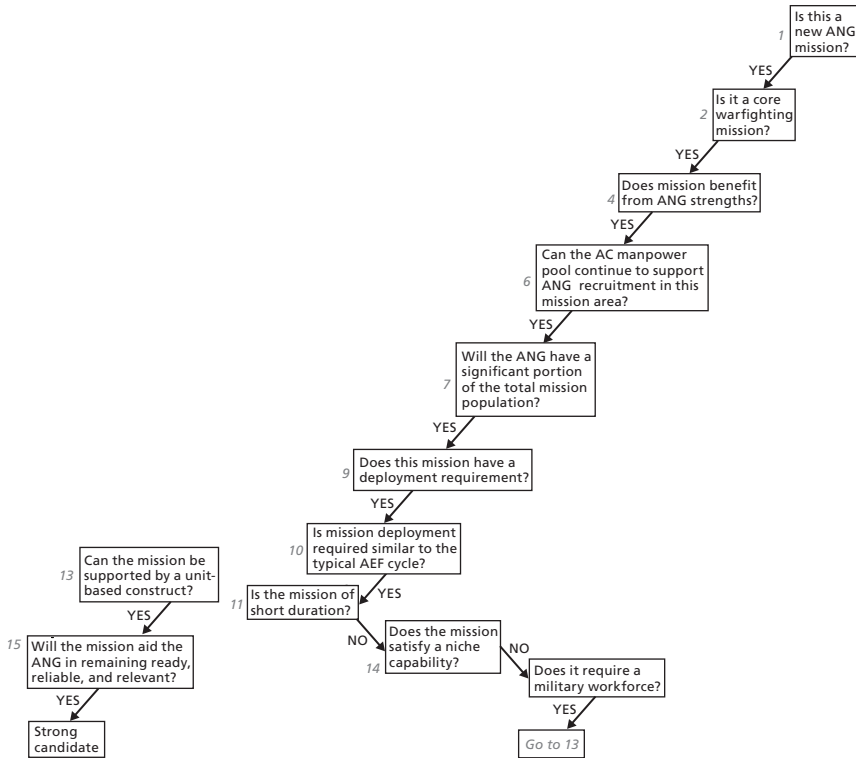 1
Is this a
new ANG
mission?
YES
2
Is it a core
warfighting
mission?
YES
4
Does mission benefit
from ANG strengths?
YES
6
Can the AC manpower
pool continue to support
ANG recruitment in this
mission area?
YES
7
Will the ANG have a
significant portion
of the total mission
population?
YES
9
Does this mission have a
deployment requirement?
YES
10
Is mission deployment
required similar to the
typical AEF cycle?
YES
11
Is the mission of
short duration?
NO
14
Does the mission
satisfy a niche
capability?
NO
Does it require a
military workforce?
YES
Go to 13
13
Can the mission be
supported by a unit-
based construct?
YES
15
Will the mission aid the
ANG in remaining ready,
reliable, and relevant?
YES
Strong
candidate